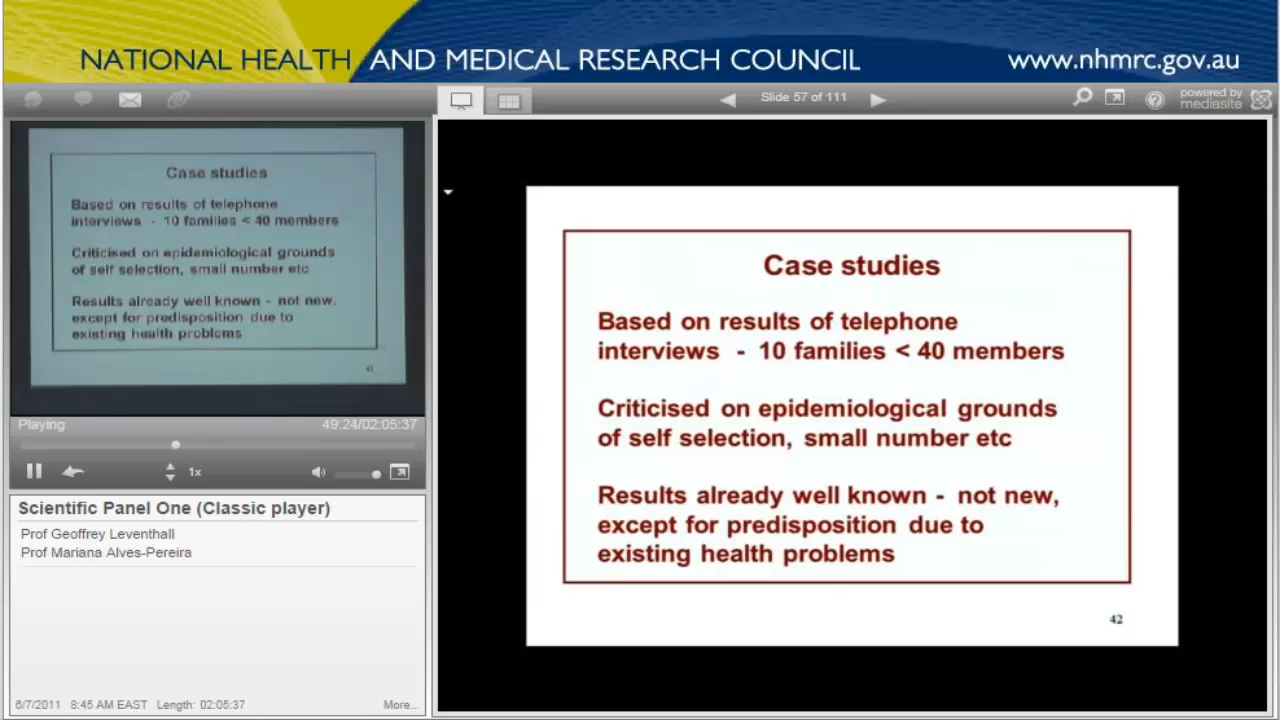 NATIONAL HEALTH AND MEDICAL RESEARCH COUNCIL
www.nhmrc.gov.au
Slide 57 of 111
powered by
mediasite
Case studies
Based on results of telephone
interviews - 10 families < 40 members
Criticised on epidemiological grounds
of self selection, small number etc
Results already well known - not new,
except for predisposition due to
existing health problems
Playing
49:24/02:05:37
1x
Scientific Panel One (Classic player)
Prof Geoffrey Leventhall
Prof Mariana Alves-Pereira
6/7/2011 8:45 AM EAST Length: 02:05:37
More...
Case studies
Based on results of telephone
interviews - 10 families < 40 members
Criticised on epidemiological grounds
of self selection, small number etc
Results already well known - not new,
except for predisposition due to
existing health problems
42